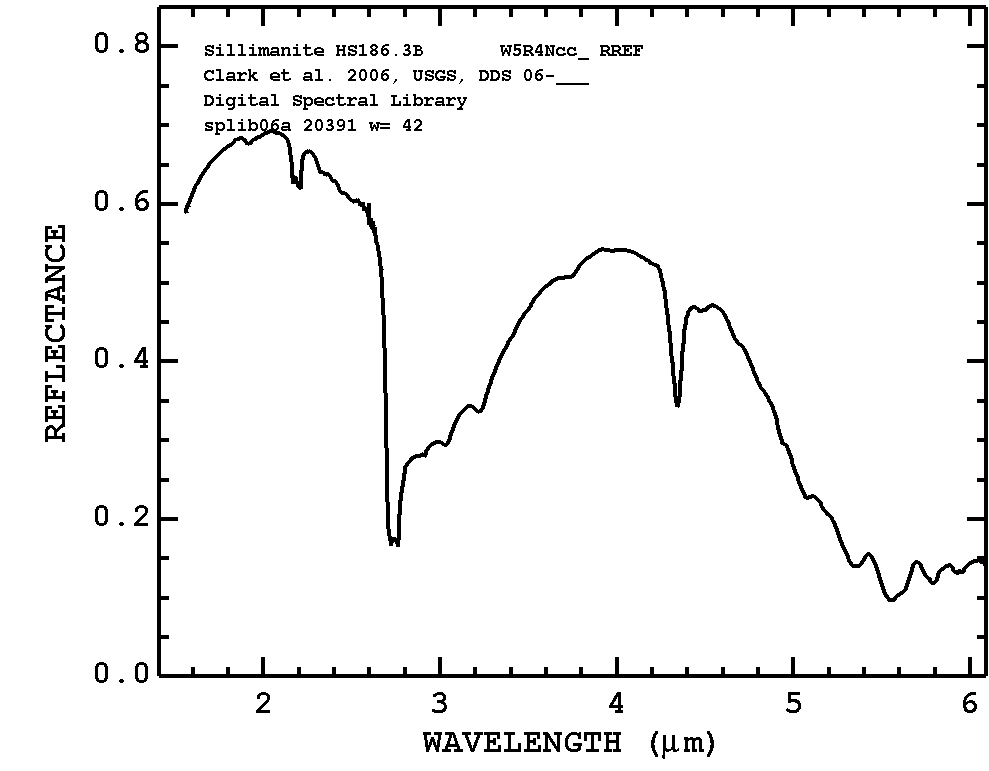 Sillimanite HS186.3B W5R4Ncc_ RREF
Clark et al. 2006, USGS, DDS 06-___
Digital Spectral Library
splib06a 20391 w= 42
0.8
0.6
0.4
0.2
0.0
REFLECTANCE
2 3 4 5 6
WAVELENGTH (μm)